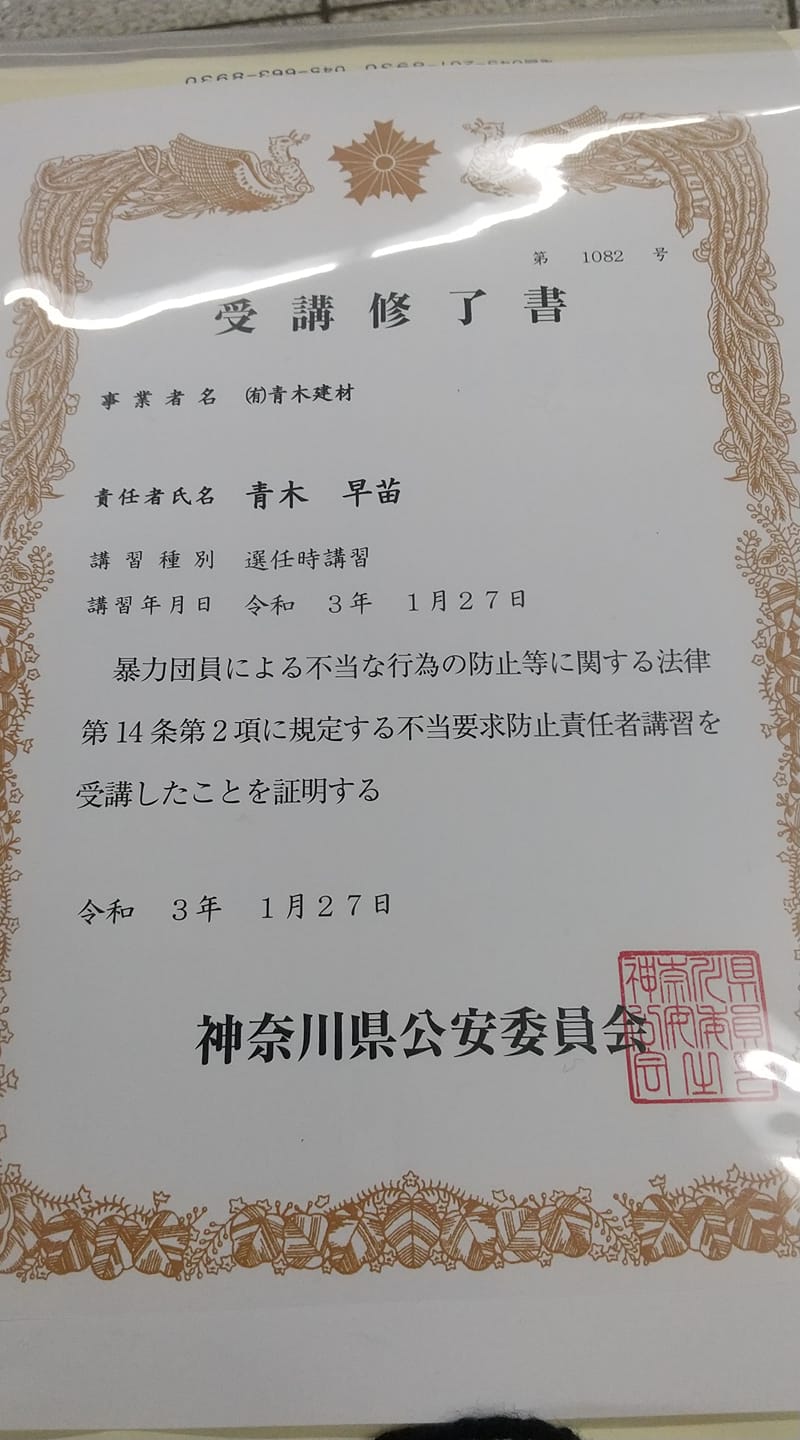 045-663-8930
第 1082 号
受講修了書
事業者名 ㈲青木建材
責任者氏名 青木 早苗
講習種別 選任時講習
講習年月日 令和 3年 1月27日
暴力団員による不当な行為の防止等に関する法律
第14条第2項に規定する不当要求防止責任者講習を
受講したことを証明する
令和 3年 1月27日
神奈川県公安委員会